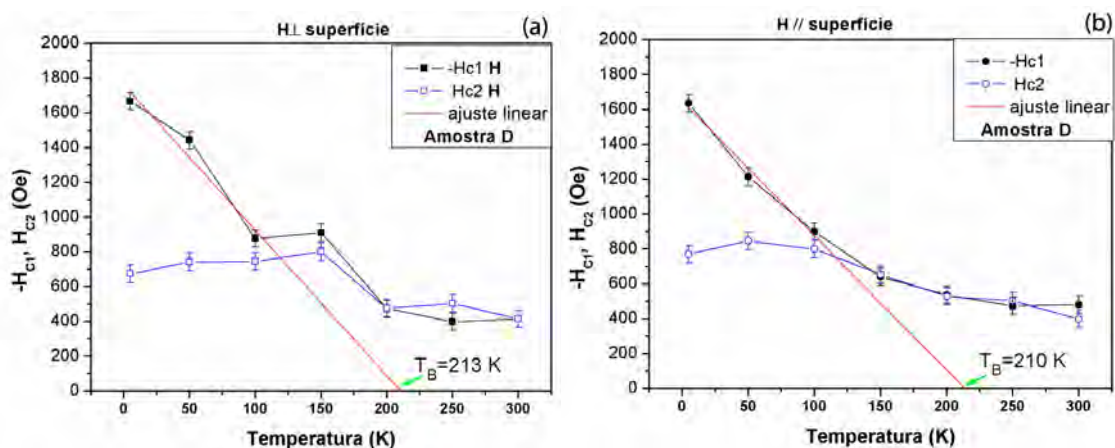 H⊥ superfície
(a)
-Hc1 H
Hc2 H
ajuste linear
Amostra D
2000
1800
1600
1400
1200
1000
800
600
400
200
0
-H_C1, H_C2 (Oe)
T_B=213 K
0 50 100 150 200 250 300
Temperatura (K)
H // superfície
(b)
-Hc1
Hc2
ajuste linear
Amostra D
2000
1800
1600
1400
1200
1000
800
600
400
200
0
-H_C1, H_C2 (Oe)
T_B=210 K
0 50 100 150 200 250 300
Temperatura (K)